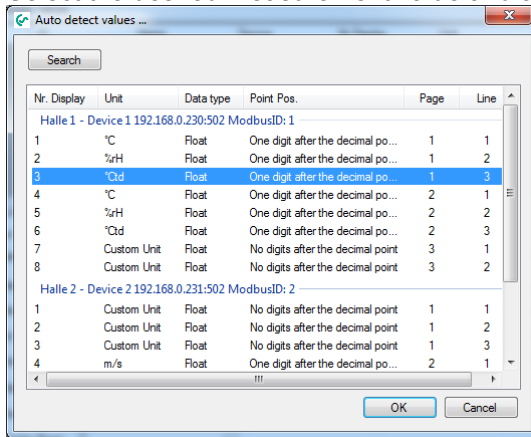 Auto detect values ...
Search
Nr. Display Unit Data type Point Pos. Page Line
Halle 1 - Device 1 192.168.0.230:502 ModbusID: 1
1 °C Float One digit after the decimal po... 1 1
2 %rH Float One digit after the decimal po... 1 2
3 °Ctd Float One digit after the decimal po... 1 3
4 °C Float One digit after the decimal po... 2 1
5 %rH Float One digit after the decimal po... 2 2
6 °Ctd Float One digit after the decimal po... 2 3
7 Custom Unit Float No digits after the decimal point 3 1
8 Custom Unit Float No digits after the decimal point 3 2
Halle 2 - Device 2 192.168.0.231:502 ModbusID: 2
1 Custom Unit Float No digits after the decimal point 1 1
2 Custom Unit Float No digits after the decimal point 1 2
3 Custom Unit Float No digits after the decimal point 1 3
4 m/s Float One digit after the decimal po... 2 1
OK Cancel